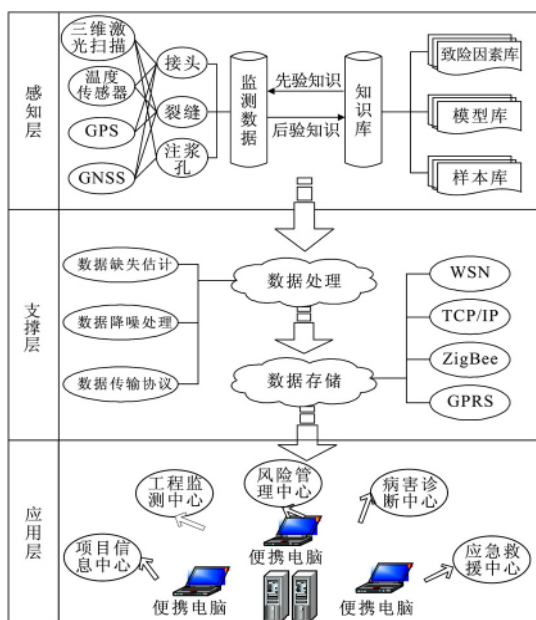 感知层
三维激
光扫描
温度
传感器
GPS
GNSS
接头
裂缝
注浆
孔
监测数据
先验知识
后验知识
知识库
致险因素库
模型库
样本库
支撑层
数据缺失估计
数据降噪处理
数据传输协议
数据处理
数据存储
WSN
TCP/IP
ZigBee
GPRS
应用层
工程监
测中心
风险管
理中心
病害诊
断中心
项目信
息中心
应急救
援中心
便携电脑
便携电脑
便携电脑